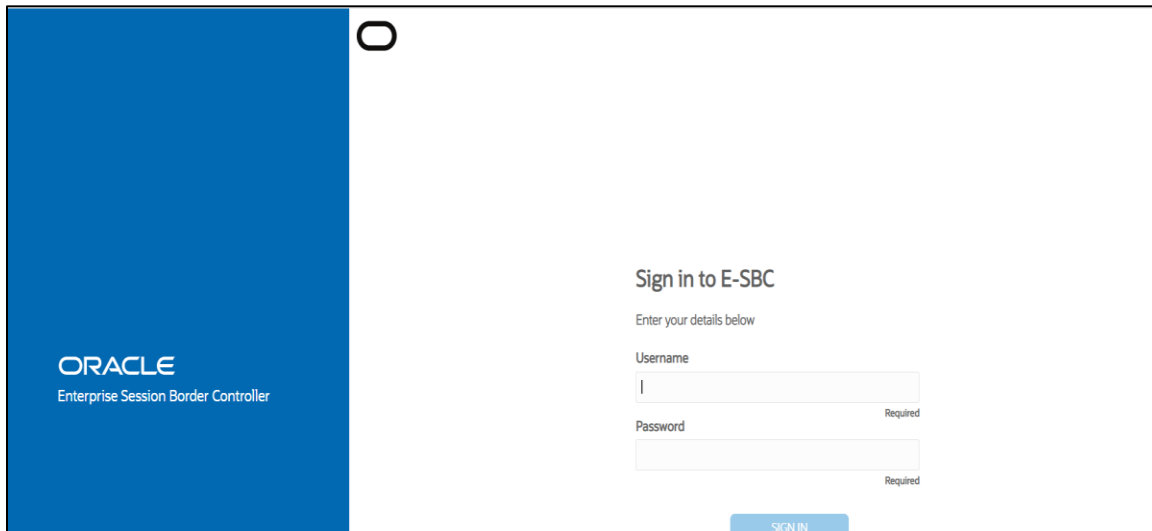 ORACLE
Enterprise Session Border Controller
Sign in to E-SBC
Enter your details below
Username
Required
Password
Required
SIGN IN